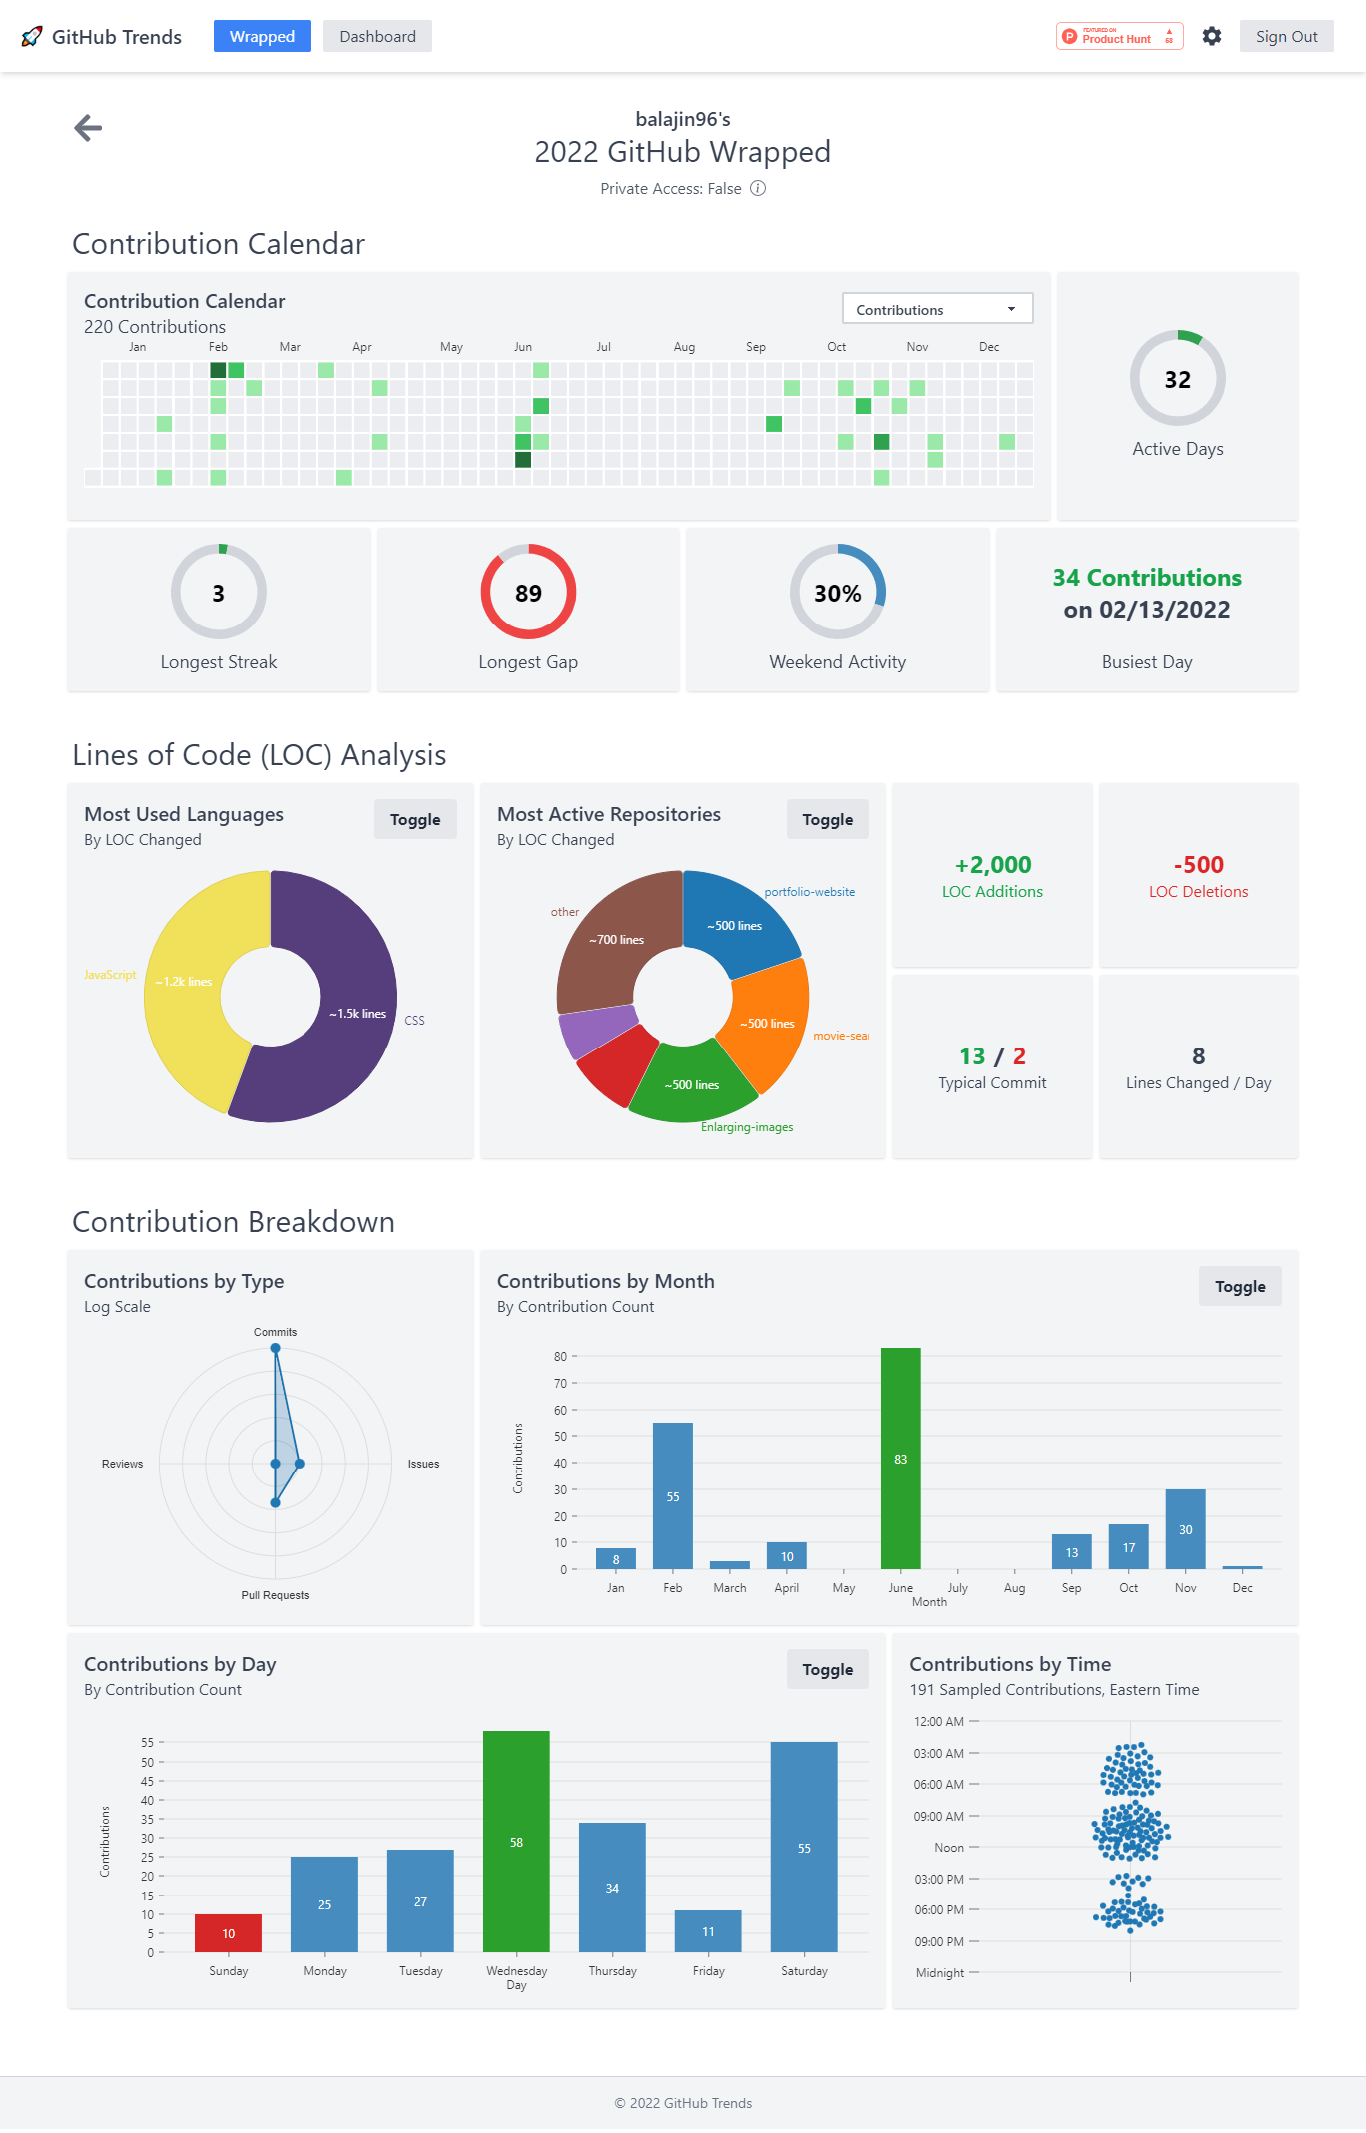 GitHub Trends
Wrapped
Dashboard
FEATURED ON
Product Hunt
68
Sign Out
balajin96's
2022 GitHub Wrapped
Private Access: False
Contribution Calendar
Contribution Calendar
220 Contributions
Contributions
Jan Feb Mar Apr May Jun Jul Aug Sep Oct Nov Dec
32
Active Days
3
Longest Streak
89
Longest Gap
30%
Weekend Activity
34 Contributions
on 02/13/2022
Busiest Day
Lines of Code (LOC) Analysis
Most Used Languages
By LOC Changed
Toggle
JavaScript
~1.2k lines
~1.5k lines
CSS
Most Active Repositories
By LOC Changed
Toggle
portfolio-website
other
~500 lines
~700 lines
~500 lines
movie-sea
~500 lines
Enlarging-images
+2,000
LOC Additions
-500
LOC Deletions
13 / 2
Typical Commit
8
Lines Changed / Day
Contribution Breakdown
Contributions by Type
Log Scale
Commits
Reviews
Issues
Pull Requests
Contributions by Month
By Contribution Count
Toggle
80
70
60
50
40
30
20
10
0
Contributions
8
55
10
83
13
17
30
Jan Feb March April May June July Aug Sep Oct Nov Dec
Month
Contributions by Day
By Contribution Count
Toggle
55
50
45
40
35
30
25
20
15
10
5
0
Contributions
10
25
27
58
34
11
55
Sunday Monday Tuesday Wednesday Thursday Friday Saturday
Day
Contributions by Time
191 Sampled Contributions, Eastern Time
12:00 AM
03:00 AM
06:00 AM
09:00 AM
Noon
03:00 PM
06:00 PM
09:00 PM
Midnight
© 2022 GitHub Trends